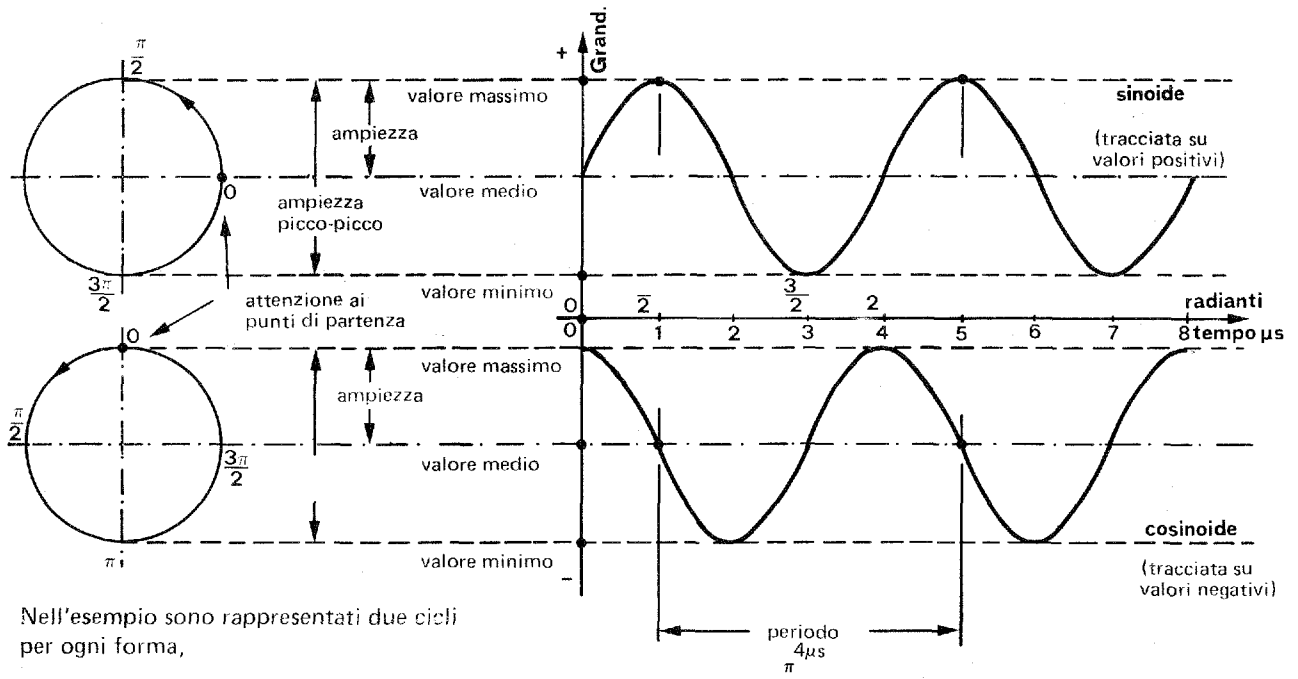 π
2
+
Grand.
valore massimo
ampiezza
sinoide
(tracciata su
valori positivi)
0
valore medio
ampiezza
picco-picco
3π
2
valore minimo
attenzione ai
punti di partenza
0
2
3
2
2
radianti
0
0
1
2
3
4
5
6
7
8
tempo μs
valore massimo
ampiezza
π
2
3π
2
valore medio
cosinoide
π
valore minimo
(tracciata su
valori negativi)
–
Nell'esempio sono rappresentati due cicli
per ogni forma,
periodo
4μs
π